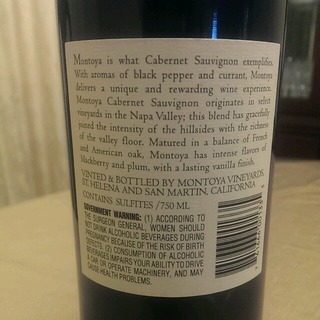 Montoya is what Cabernet Sauvignon exemplifies.
With aromas of black pepper and currant, Montoya
delivers a unique and rewarding wine experience.
Montoya Cabernet Sauvignon originates in select
vineyards in the Napa Valley; this blend has gracefully
joined the intensity of the hillsides with the richness
of the valley floor. Matured in a balance of French
and American oak, Montoya has intense flavors of
blackberry and plum, with a lasting vanilla finish.
VINTED & BOTTLED BY MONTOYA VINEYARDS,
ST. HELENA AND SAN MARTIN, CALIFORNIA
CONTAINS SULFITES /750 ML
GOVERNMENT WARNING: (1) ACCORDING TO
THE SURGEON GENERAL, WOMEN SHOULD
NOT DRINK ALCOHOLIC BEVERAGES DURING
PREGNANCY BECAUSE OF THE RISK OF BIRTH
DEFECTS. (2) CONSUMPTION OF ALCOHOLIC
BEVERAGES IMPAIRS YOUR ABILITY TO DRIVE
A CAR OR OPERATE MACHINERY, AND MAY
CAUSE HEALTH PROBLEMS.